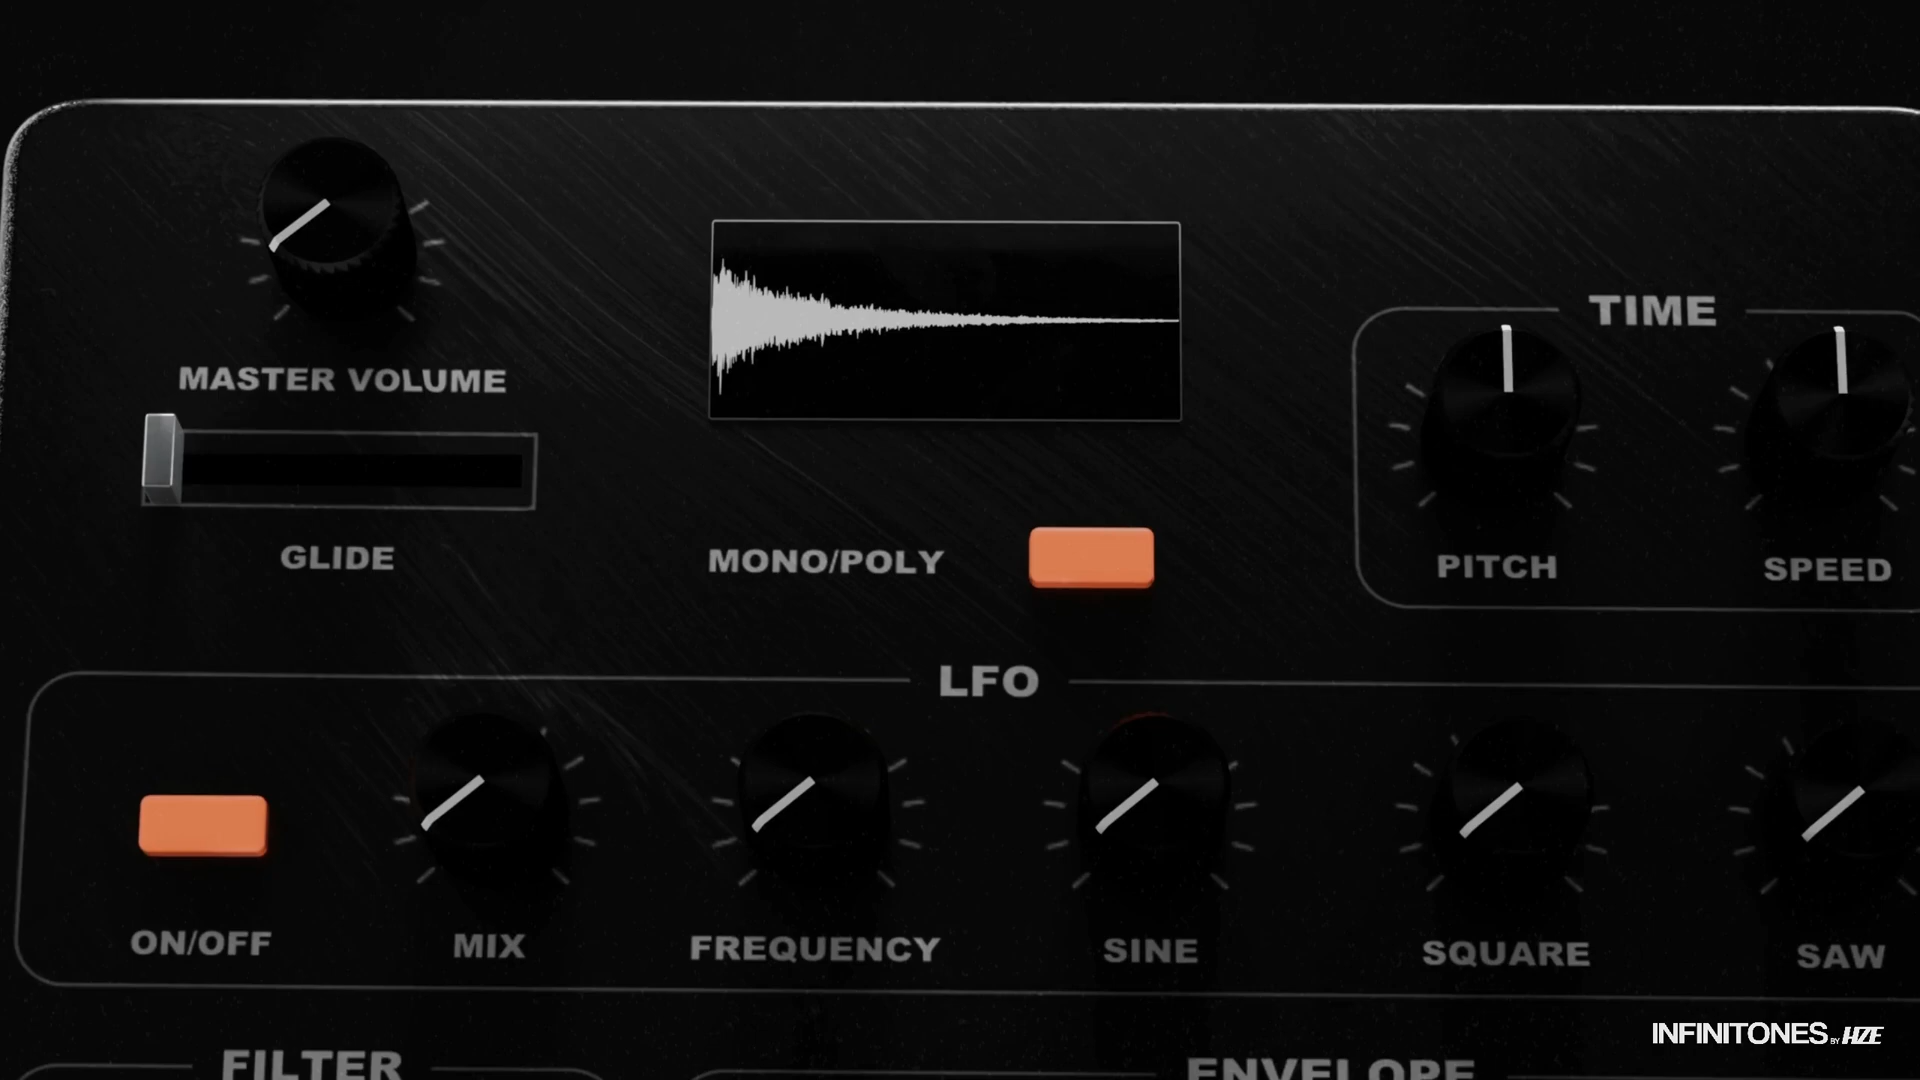 MASTER VOLUME
GLIDE
MONO/POLY
TIME
PITCH
SPEED
LFO
ON/OFF
MIX
FREQUENCY
SINE
SQUARE
SAW
FILTER
ENVELOPE
INFINITONES BY HZE